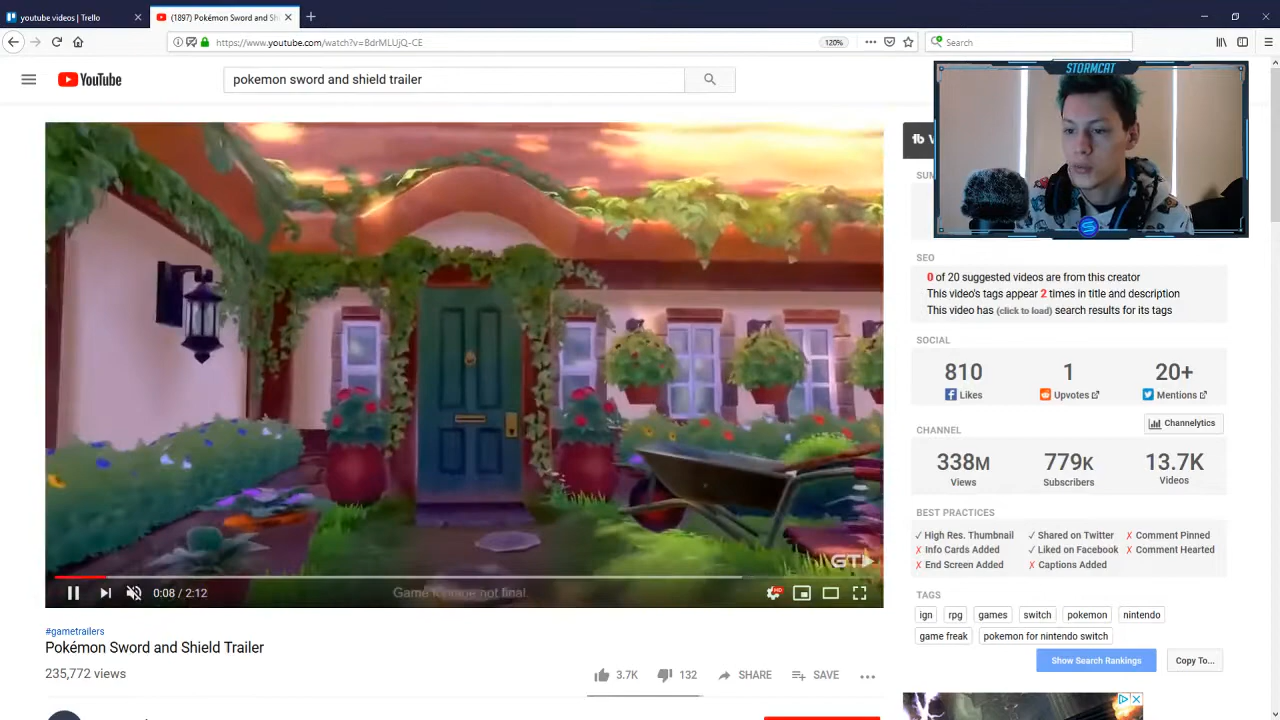 youtube videos | Trello
(1897) Pokémon Sword and Sh
https://www.youtube.com/watch?v=BdrMLUjQ-CE
120%
Search
YouTube
pokemon sword and shield trailer
STORMCAT
tb
SEO
0 of 20 suggested videos are from this creator
This video's tags appear 2 times in title and description
This video has (click to load) search results for its tags
SOCIAL
810 1 20+
Likes Upvotes Mentions
CHANNEL
Channelytics
338M 779K 13.7K
Views Subscribers Videos
BEST PRACTICES
✓ High Res. Thumbnail ✓ Shared on Twitter ✗ Comment Pinned
✗ Info Cards Added ✓ Liked on Facebook ✗ Comment Hearted
✗ End Screen Added ✗ Captions Added
GT
0:08 / 2:12
HD
TAGS
ign rpg games switch pokemon nintendo
game freak pokemon for nintendo switch
Show Search Rankings Copy To...
#gametrailers
Pokémon Sword and Shield Trailer
235,772 views
3.7K 132 SHARE SAVE